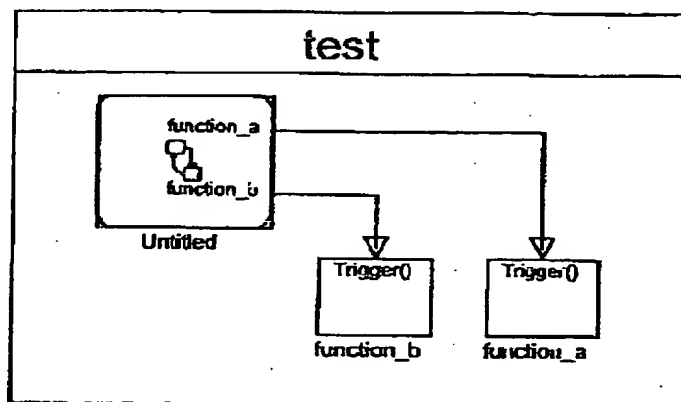 test
function_a
function_b
Untitled
Trigger()
Trigger()
function_b
function_a